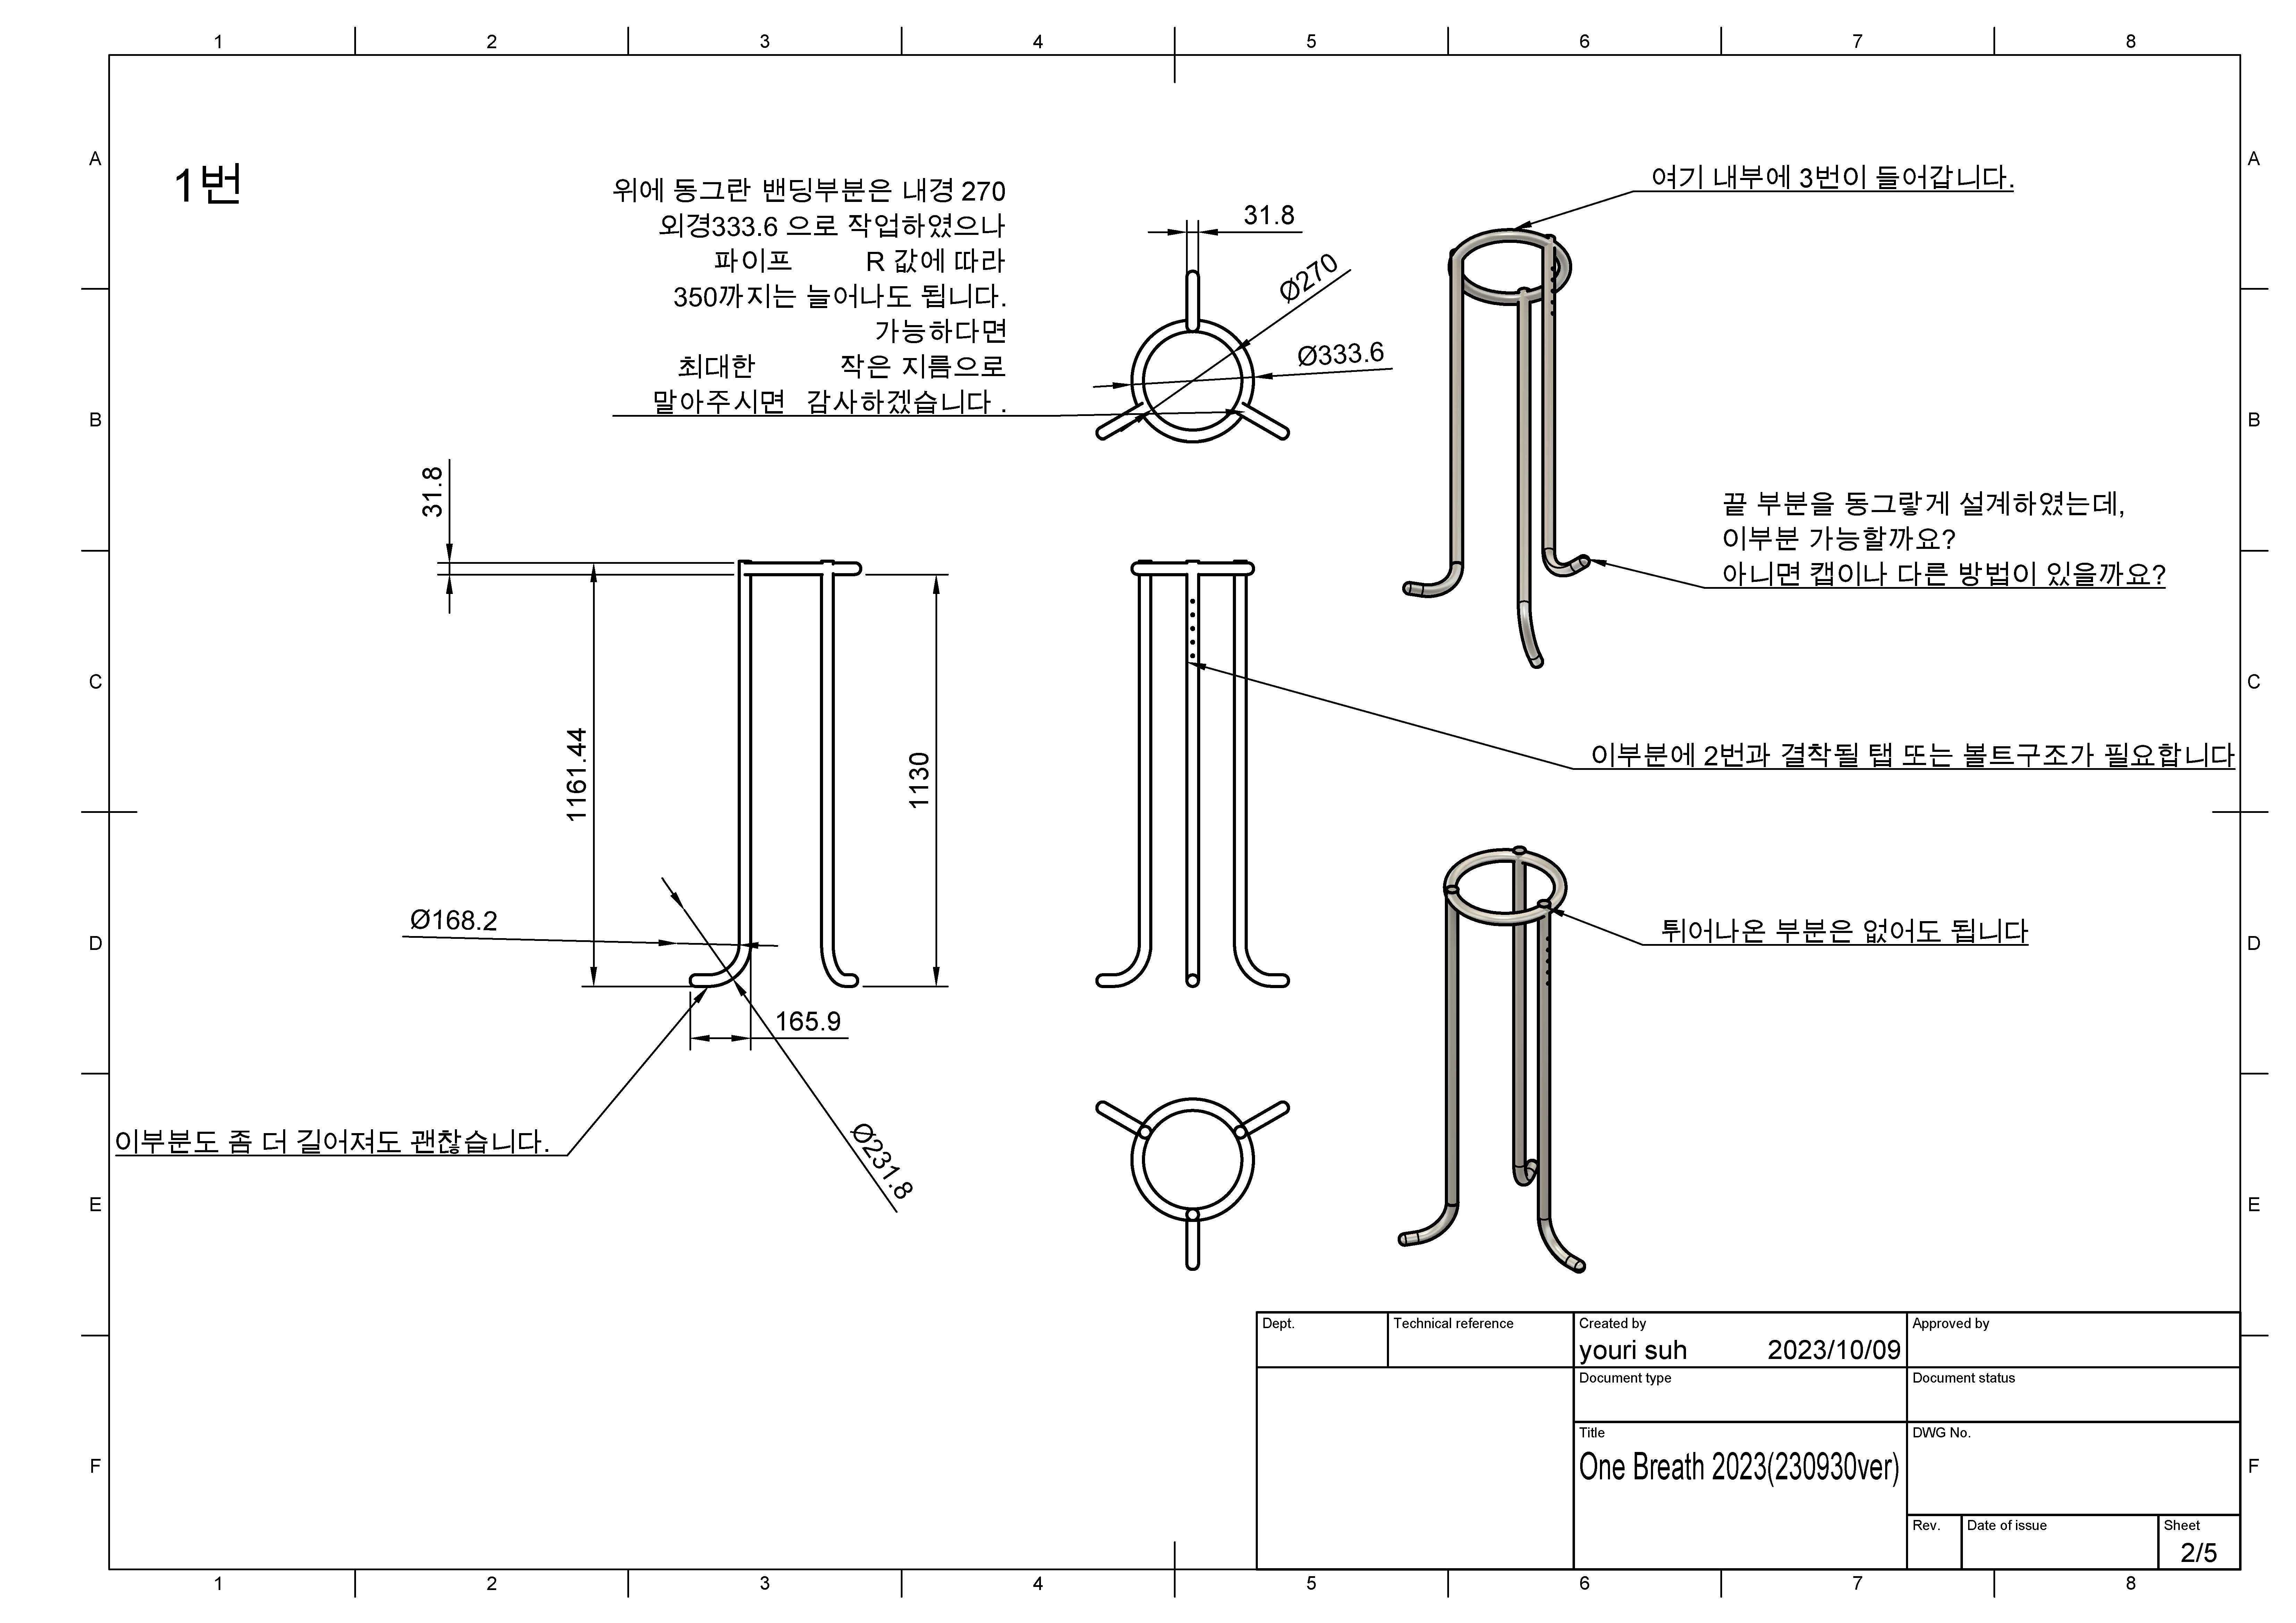 1 2 3 4 5 6 7 8
A A
B B
C C
D D
E E
F F
1번
위에 동그란 밴딩부분은 내경 270
외경333.6 으로 작업하였으나
파이프 R 값에 따라
350까지는 늘어나도 됩니다.
가능하다면
최대한 작은 지름으로
말아주시면 감사하겠습니다 .
31.8
Ø270
Ø333.6
여기 내부에 3번이 들어갑니다.
끝 부분을 동그랗게 설계하였는데,
이부분 가능할까요?
아니면 캡이나 다른 방법이 있을까요?
31.8
1161.44
1130
Ø168.2
165.9
Ø231.8
이부분도 좀 더 길어져도 괜찮습니다.
이부분에 2번과 결착될 탭 또는 볼트구조가 필요합니다
튀어나온 부분은 없어도 됩니다
Dept.
Technical reference
Created by
youri suh 2023/10/09
Approved by
Document type
Document status
Title
One Breath 2023(230930ver)
DWG No.
Rev.
Date of issue
Sheet
2/5
1 2 3 4 5 6 7 8